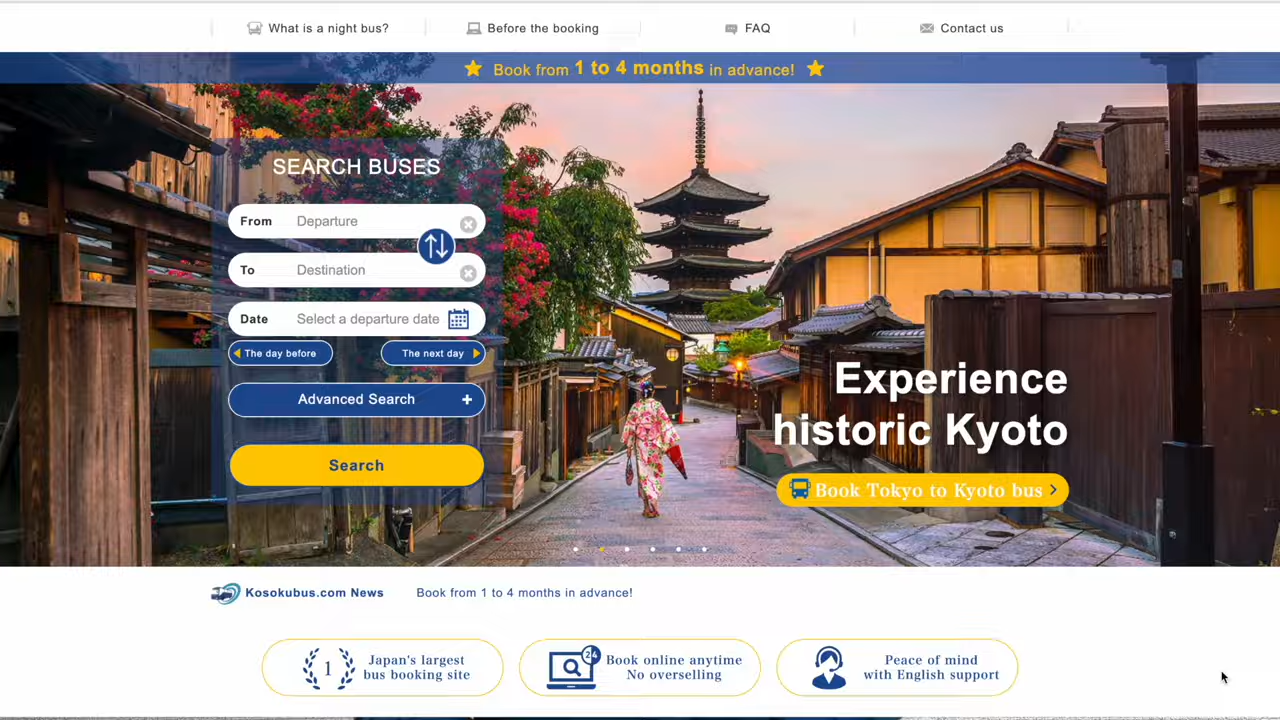 What is a night bus?
Before the booking
FAQ
Contact us
Book from 1 to 4 months in advance!
SEARCH BUSES
From Departure
To Destination
Date Select a departure date
The day before
The next day
Advanced Search +
Search
Experience
historic Kyoto
Book Tokyo to Kyoto bus
Kosokubus.com News
Book from 1 to 4 months in advance!
1
Japan's largest
bus booking site
24
Book online anytime
No overselling
Peace of mind
with English support